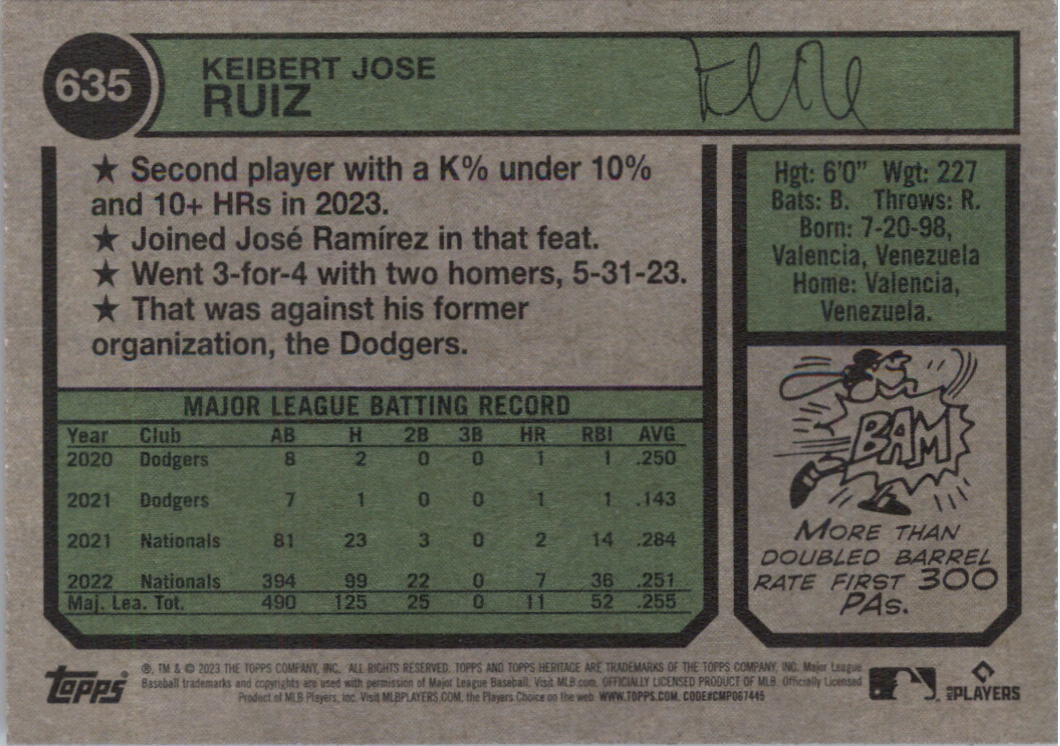 635
KEIBERT JOSE
RUIZ
★ Second player with a K% under 10%
and 10+ HRs in 2023.
★ Joined José Ramírez in that feat.
★ Went 3-for-4 with two homers, 5-31-23.
★ That was against his former
organization, the Dodgers.
Hgt: 6'0" Wgt: 227
Bats: B. Throws: R.
Born: 7-20-98,
Valencia, Venezuela
Home: Valencia,
Venezuela.
MAJOR LEAGUE BATTING RECORD
Year Club AB H 2B 3B HR RBI AVG
2020 Dodgers 8 2 0 0 1 1 .250
2021 Dodgers 7 1 0 0 1 1 .143
2021 Nationals 81 23 3 0 2 14 .284
2022 Nationals 394 99 22 0 7 36 .251
Maj. Lea. Tot. 490 125 25 0 11 52 .255
BAM
MORE THAN
DOUBLED BARREL
RATE FIRST 300
PAs.
topps
®, TM & © 2023 THE TOPPS COMPANY, INC. ALL RIGHTS RESERVED. TOPPS AND TOPPS HERITAGE ARE TRADEMARKS OF THE TOPPS COMPANY, INC. Major League
Baseball trademarks and copyrights are used with permission of Major League Baseball. Visit MLB.com. OFFICIALLY LICENSED PRODUCT OF MLB. Officially Licensed
Product of MLB Players, Inc. Visit MLBPLAYERS.COM, the Players Choice on the web. WWW.TOPPS.COM. CODE#CMP067445
MLB PLAYERS